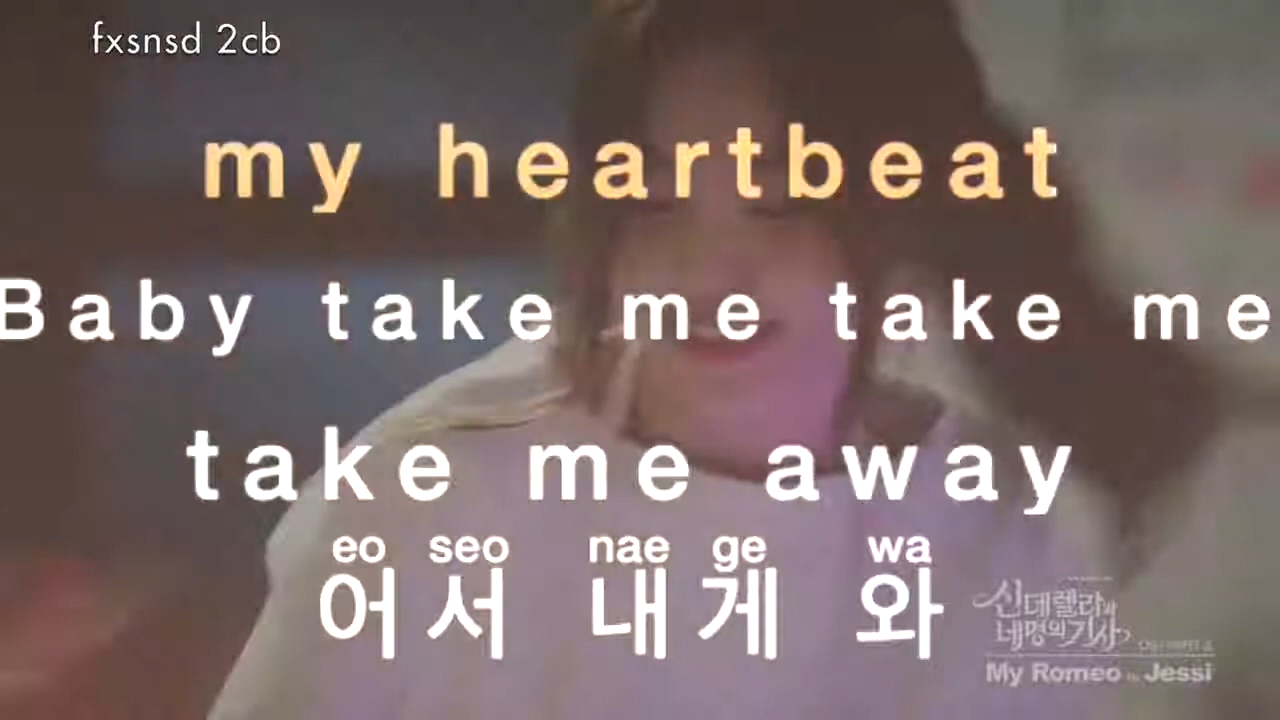 fxsnsd 2cb
my heartbeat
Baby take me take me
take me away
eo seo nae ge wa
어서 내게 와
신데렐라와
네명의 기사
My Romeo by Jessi